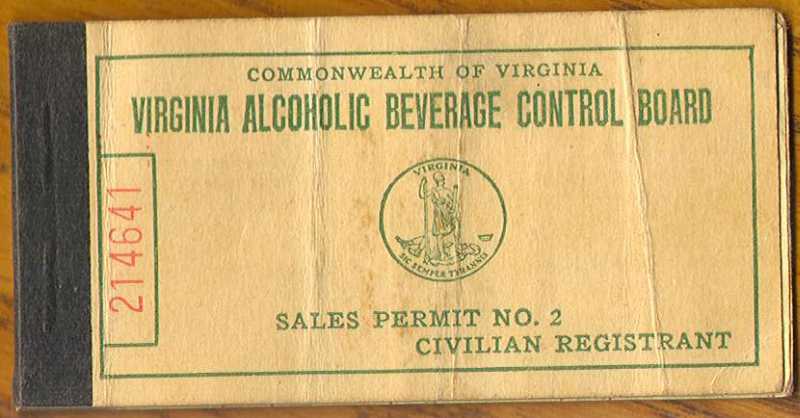 COMMONWEALTH OF VIRGINIA
VIRGINIA ALCOHOLIC BEVERAGE CONTROL BOARD
214641
VIRGINIA
SIC SEMPER TYRANNIS
SALES PERMIT NO. 2
CIVILIAN REGISTRANT